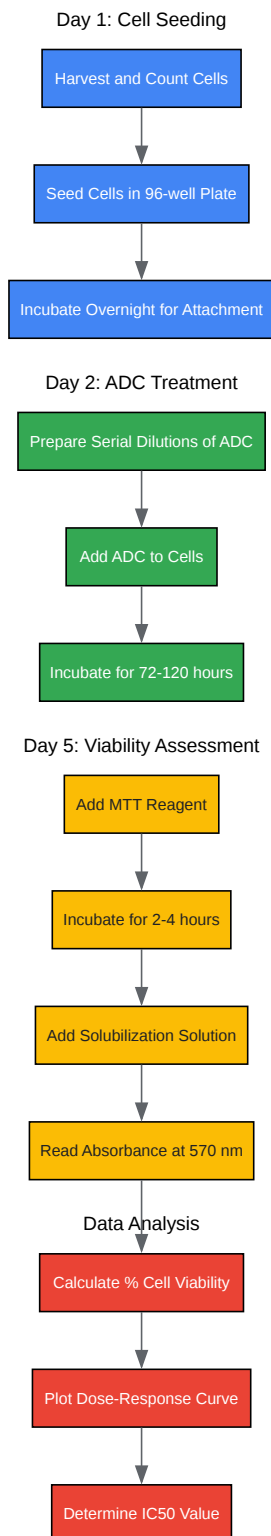 Day 1: Cell Seeding
Harvest and Count Cells
Seed Cells in 96-well Plate
Incubate Overnight for Attachment
Day 2: ADC Treatment
Prepare Serial Dilutions of ADC
Add ADC to Cells
Incubate for 72-120 hours
Day 5: Viability Assessment
Add MTT Reagent
Incubate for 2-4 hours
Add Solubilization Solution
Read Absorbance at 570 nm
Data Analysis
Calculate % Cell Viability
Plot Dose-Response Curve
Determine IC50 Value